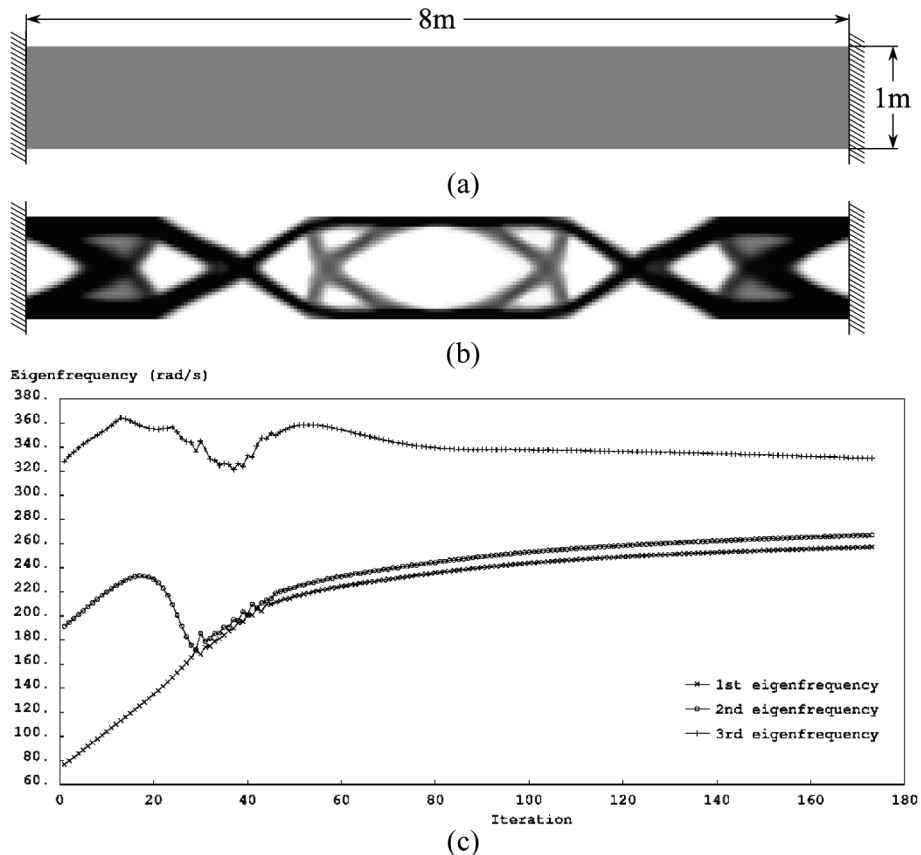 8m
1m
(a)
(b)
Eigenfrequency (rad/s)
380.
360.
340.
320.
300.
280.
260.
240.
220.
200.
180.
160.
140.
120.
100.
80.
60.
1st eigenfrequency
2nd eigenfrequency
3rd eigenfrequency
0 20 40 60 80 100 120 140 160 180
Iteration
(c)